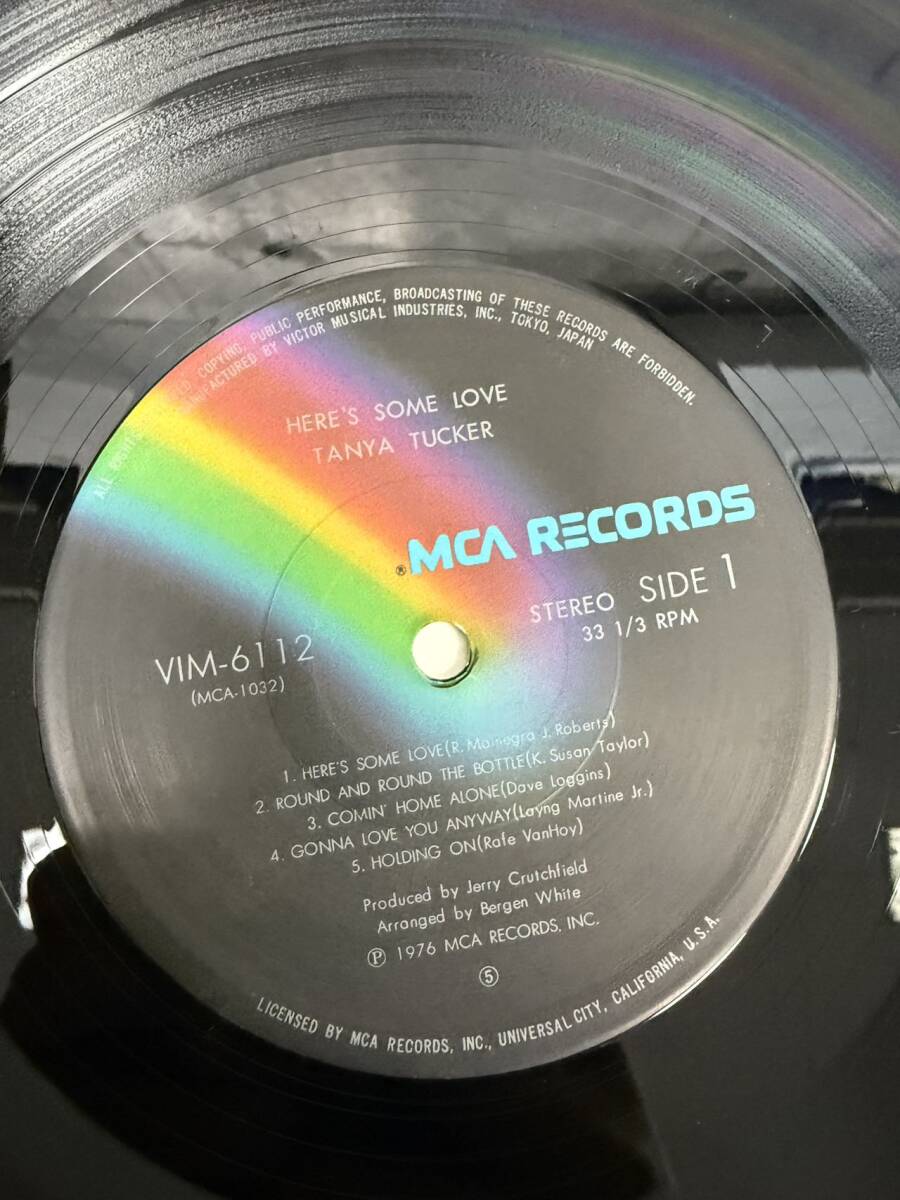 ALL RIGHTS COPYING, PUBLIC PERFORMANCE, BROADCASTING OF THESE RECORDS ARE FORBIDDEN.
BY VICTOR MUSICAL INDUSTRIES, INC., TOKYO, JAPAN
HERE'S SOME LOVE
TANYA TUCKER
® MCA RECORDS
STEREO SIDE 1
33 1/3 RPM
VIM-6112
(MCA-1032)
1. HERE'S SOME LOVE(R. Mainegra J. Roberts)
2. ROUND AND ROUND THE BOTTLE(K. Susan Taylor)
3. COMIN' HOME ALONE(Dave Loggins)
4. GONNA LOVE YOU ANYWAY(Layng Martine Jr.)
5. HOLDING ON(Rafe VanHoy)
Produced by Jerry Crutchfield
Arranged by Bergen White
Ⓟ 1976 MCA RECORDS, INC.
⑤
LICENSED BY MCA RECORDS, INC., UNIVERSAL CITY, CALIFORNIA, U.S.A.